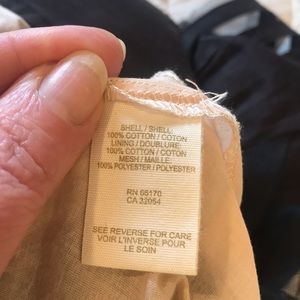 SHELL / SHELL:
100% COTTON / COTON
LINING / DOUBLURE:
100% COTTON / COTON
MESH / MAILLE:
100% POLYESTER / POLYESTER
RN 66170
CA 32054
SEE REVERSE FOR CARE
VOIR L'INVERSE POUR
LE SOIN